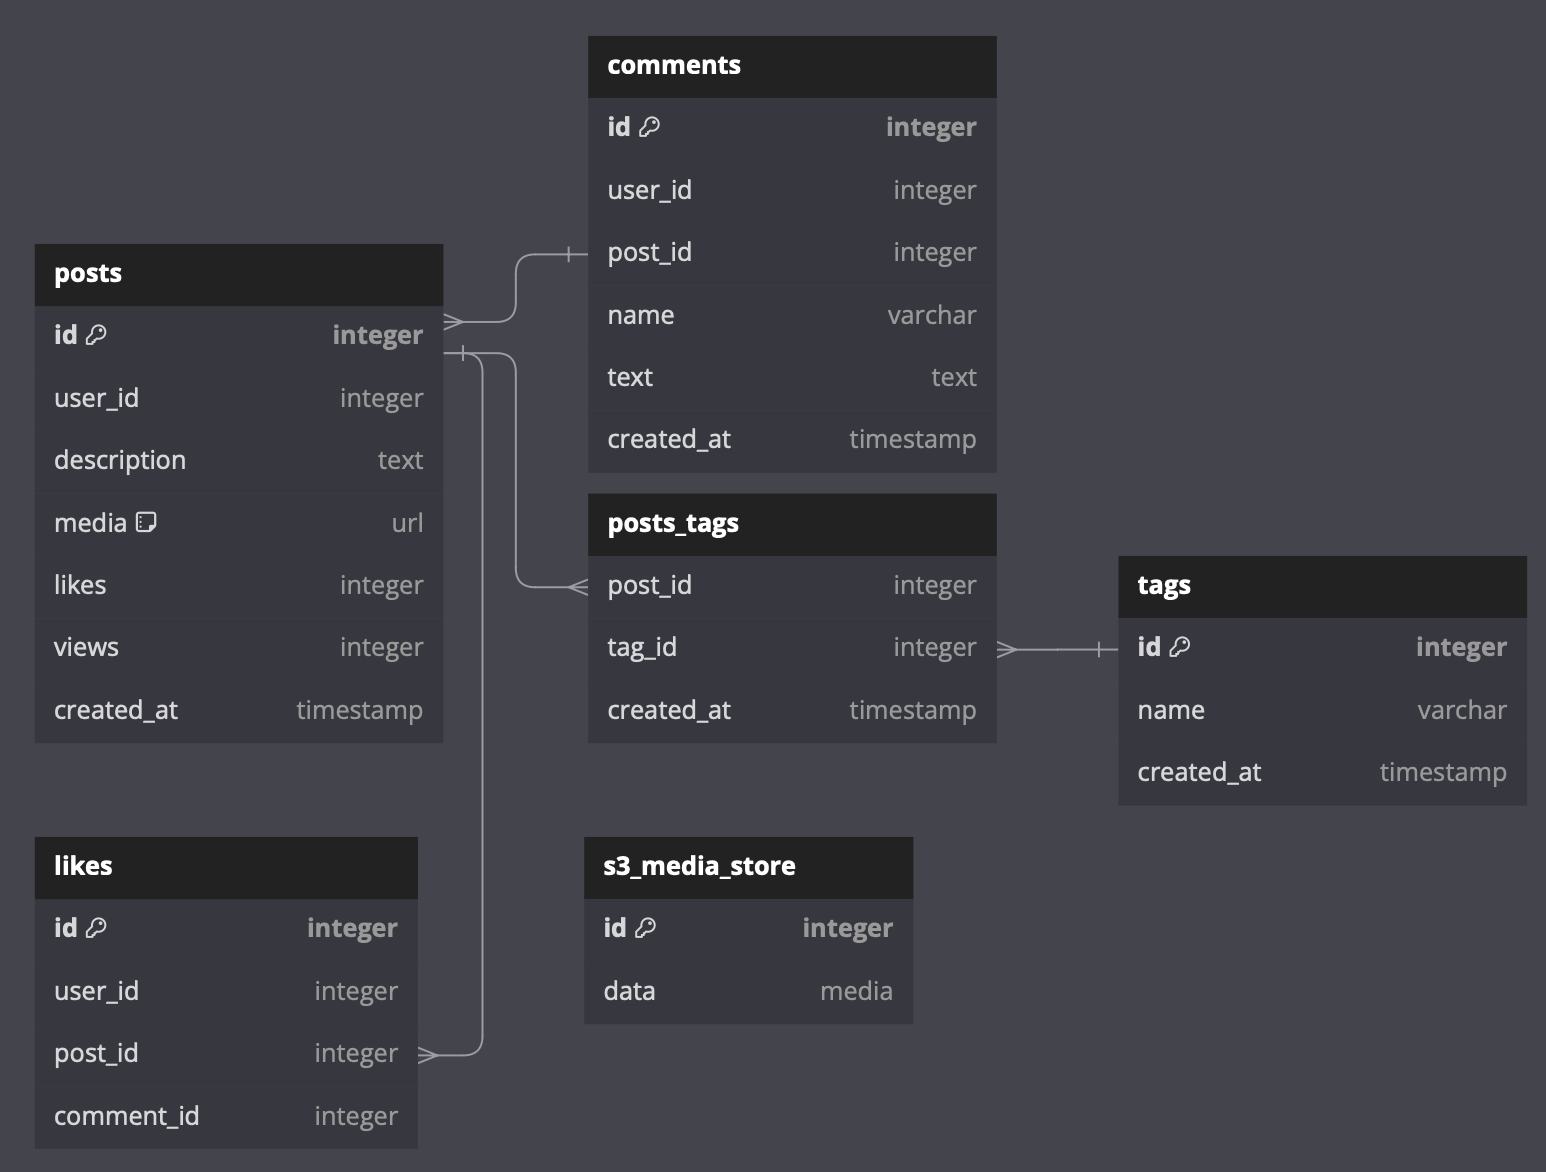 comments
id integer
user_id integer
post_id integer
name varchar
text text
created_at timestamp
posts
id integer
user_id integer
description text
media url
likes integer
views integer
created_at timestamp
posts_tags
post_id integer
tag_id integer
created_at timestamp
tags
id integer
name varchar
created_at timestamp
likes
id integer
user_id integer
post_id integer
comment_id integer
s3_media_store
id integer
data media